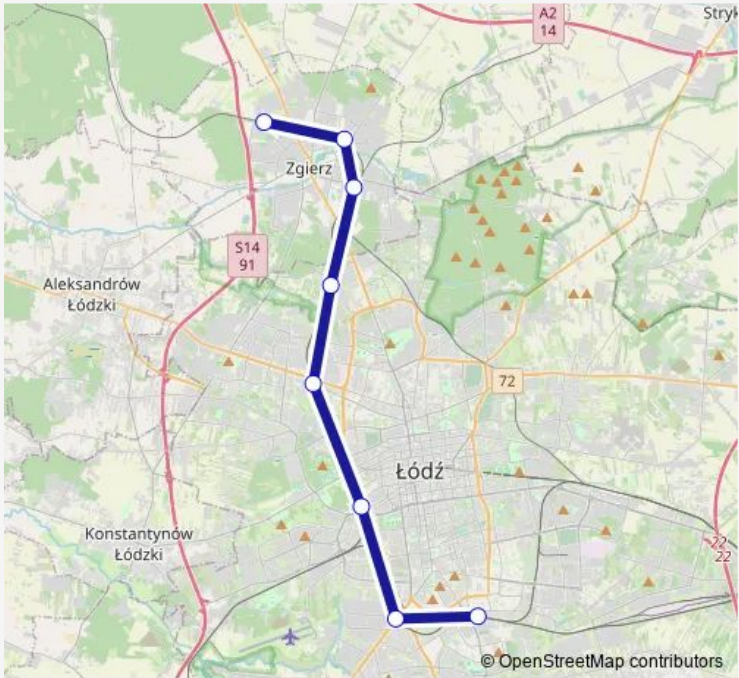 A2
14
Stryk
Zgierz
S14
91
Aleksandrów
Łódzki
72
Łódź
Konstantynów
Łódzki
22
22
© OpenStreetMap contributors